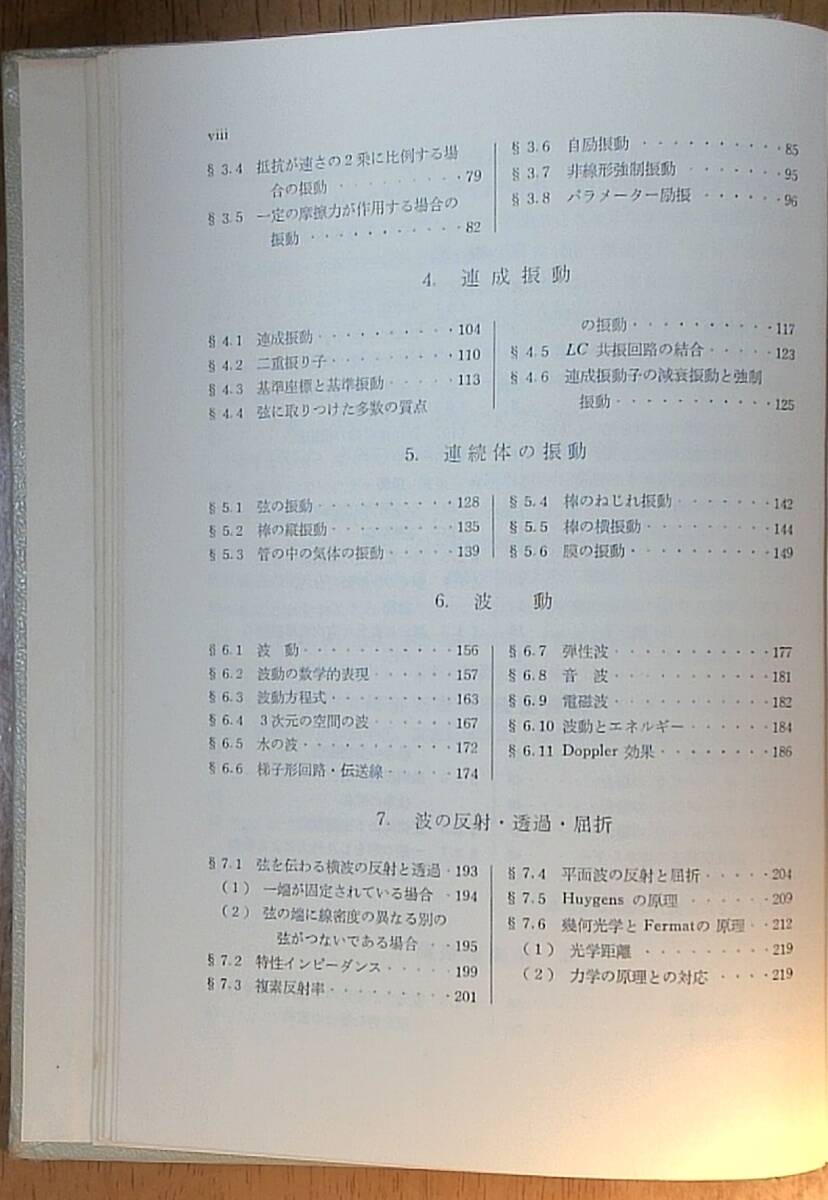 viii
§ 3.4 抵抗が速さの2乗に比例する場
合の振動 ・・・・・・・・・79
§ 3.5 一定の摩擦力が作用する場合の
振動 ・・・・・・・・・・・82
§ 3.6 自励振動 ・・・・・・・・・・85
§ 3.7 非線形強制振動 ・・・・・・・95
§ 3.8 パラメーター励振 ・・・・・・96
4. 連成振動
§ 4.1 連成振動・・・・・・・・・・104
§ 4.2 二重振り子・・・・・・・・・110
§ 4.3 基準座標と基準振動・・・・・113
§ 4.4 弦に取りつけた多数の質点
の振動・・・・・・・・・・117
§ 4.5 LC 共振回路の結合・・・・・123
§ 4.6 連成振動子の減衰振動と強制
振動・・・・・・・・・・・125
5. 連続体の振動
§ 5.1 弦の振動・・・・・・・・・・128
§ 5.2 棒の縦振動・・・・・・・・・135
§ 5.3 管の中の気体の振動・・・・・139
§ 5.4 棒のねじれ振動・・・・・・・142
§ 5.5 棒の横振動・・・・・・・・・144
§ 5.6 膜の振動・・・・・・・・・・149
6. 波 動
§ 6.1 波 動・・・・・・・・・・・156
§ 6.2 波動の数学的表現・・・・・・157
§ 6.3 波動方程式・・・・・・・・・163
§ 6.4 3次元の空間の波・・・・・・167
§ 6.5 水の波・・・・・・・・・・・172
§ 6.6 梯子形回路・伝送線・・・・・174
§ 6.7 弾性波・・・・・・・・・・・177
§ 6.8 音 波・・・・・・・・・・・181
§ 6.9 電磁波・・・・・・・・・・・182
§ 6.10 波動とエネルギー・・・・・・184
§ 6.11 Doppler 効果・・・・・・・・186
7. 波の反射・透過・屈折
§ 7.1 弦を伝わる横波の反射と透過・193
(1) 一端が固定されている場合 ・194
(2) 弦の端に線密度の異なる別の
弦がつないである場合 ・・195
§ 7.2 特性インピーダンス・・・・・199
§ 7.3 複素反射率・・・・・・・・・201
§ 7.4 平面波の反射と屈折・・・・・204
§ 7.5 Huygens の原理・・・・・・・209
§ 7.6 幾何光学と Fermatの 原理・・212
(1) 光学距離 ・・・・・・・・・219
(2) 力学の原理との対応 ・・・・219